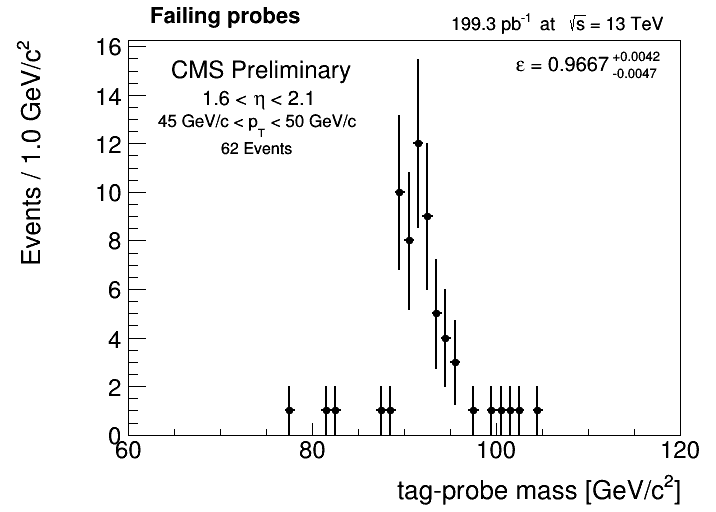 Failing probes
199.3 pb⁻¹ at √s = 13 TeV
CMS Preliminary
1.6 < η < 2.1
45 GeV/c < p_T < 50 GeV/c
62 Events
ε = 0.9667 +0.0042 -0.0047
Events / 1.0 GeV/c²
16
14
12
10
8
6
4
2
0
60 80 100 120
tag-probe mass [GeV/c²]